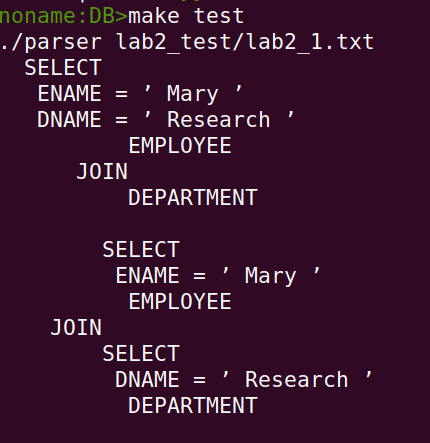 noname:DB>make test
./parser lab2_test/lab2_1.txt
SELECT
ENAME = ’ Mary ’
DNAME = ’ Research ’
EMPLOYEE
JOIN
DEPARTMENT
SELECT
ENAME = ’ Mary ’
EMPLOYEE
JOIN
SELECT
DNAME = ’ Research ’
DEPARTMENT